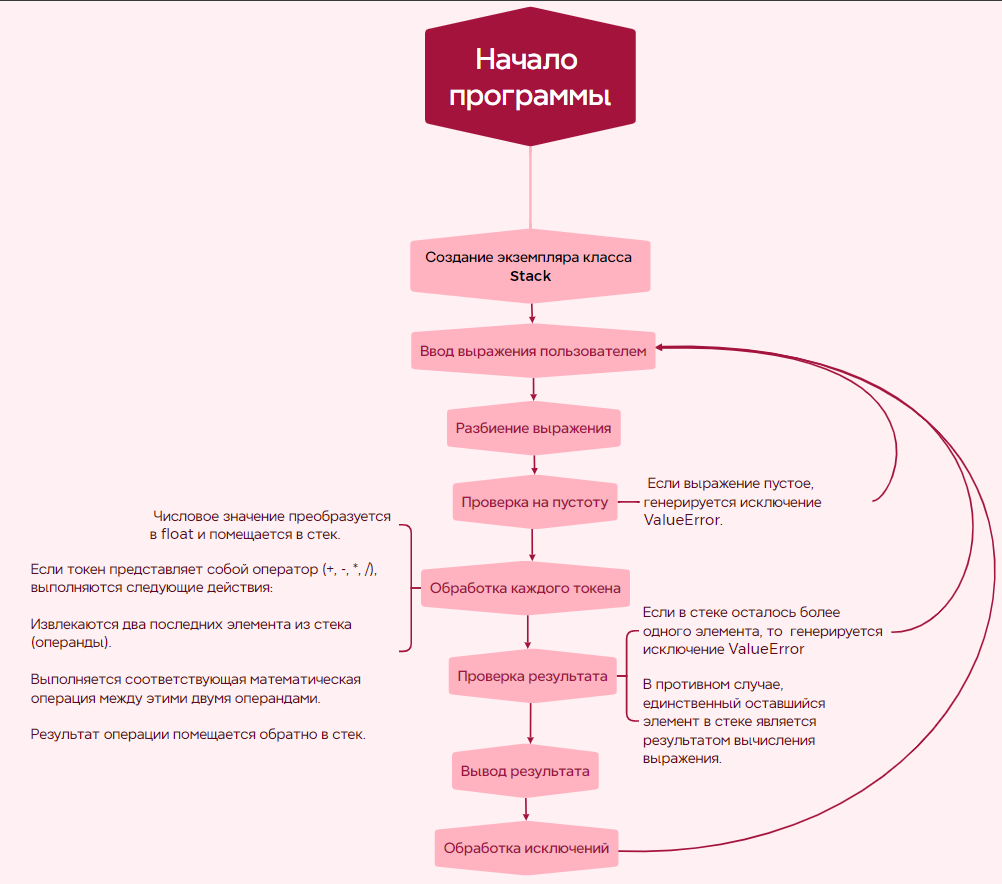 Начало
программы
Создание экземпляра класса
Stack
Ввод выражения пользователем
Разбиение выражения
Проверка на пустоту
Если выражение пустое,
генерируется исключение
ValueError.
Числовое значение преобразуется
в float и помещается в стек.
Если токен представляет собой оператор (+, -, *, /),
выполняются следующие действия:
Извлекаются два последних элемента из стека
(операнды).
Выполняется соответствующая математическая
операция между этими двумя операндами.
Результат операции помещается обратно в стек.
Обработка каждого токена
Проверка результата
Если в стеке осталось более
одного элемента, то генерируется
исключение ValueError
В противном случае,
единственный оставшийся
элемент в стеке является
результатом вычисления
выражения.
Вывод результата
Обработка исключений